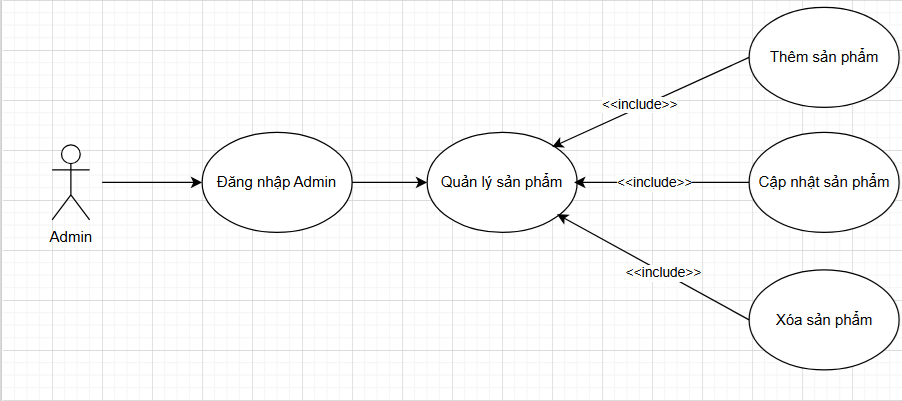 Thêm sản phẩm
<<include>>
Đăng nhập Admin
Quản lý sản phẩm
<<include>>
Cập nhật sản phẩm
Admin
<<include>>
Xóa sản phẩm